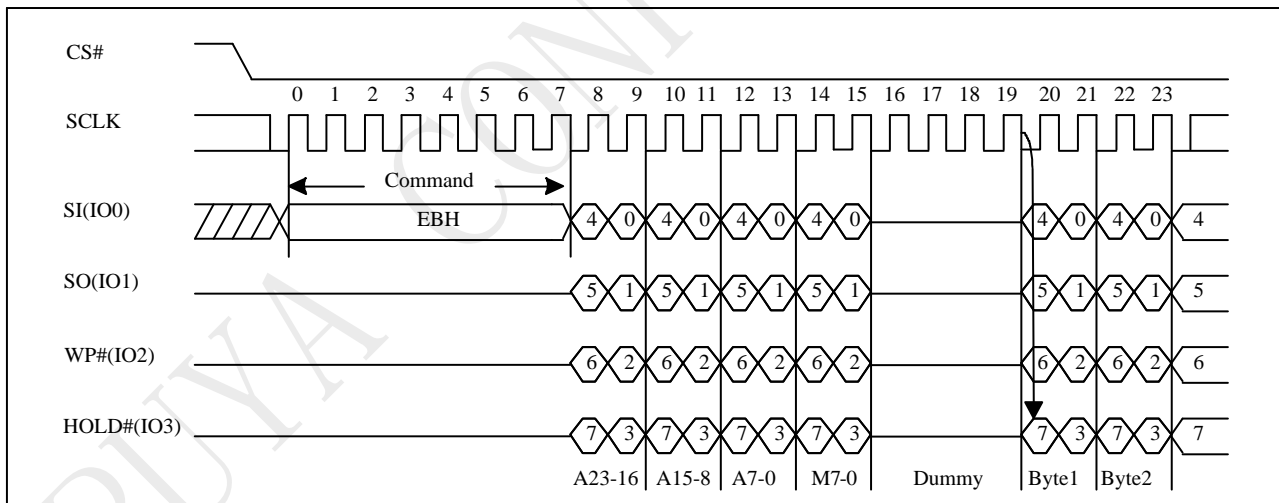 CS#
0 1 2 3 4 5 6 7 8 9 10 11 12 13 14 15 16 17 18 19 20 21 22 23
SCLK
Command
SI(IO0)
EBH
4 0 4 0 4 0 4 0 4 0 4 0 4
SO(IO1)
5 1 5 1 5 1 5 1 5 1 5 1 5
WP#(IO2)
6 2 6 2 6 2 6 2 6 2 6 2 6
HOLD#(IO3)
7 3 7 3 7 3 7 3 7 3 7 3 7
A23-16 A15-8 A7-0 M7-0 Dummy Byte1 Byte2
PUYA CONF